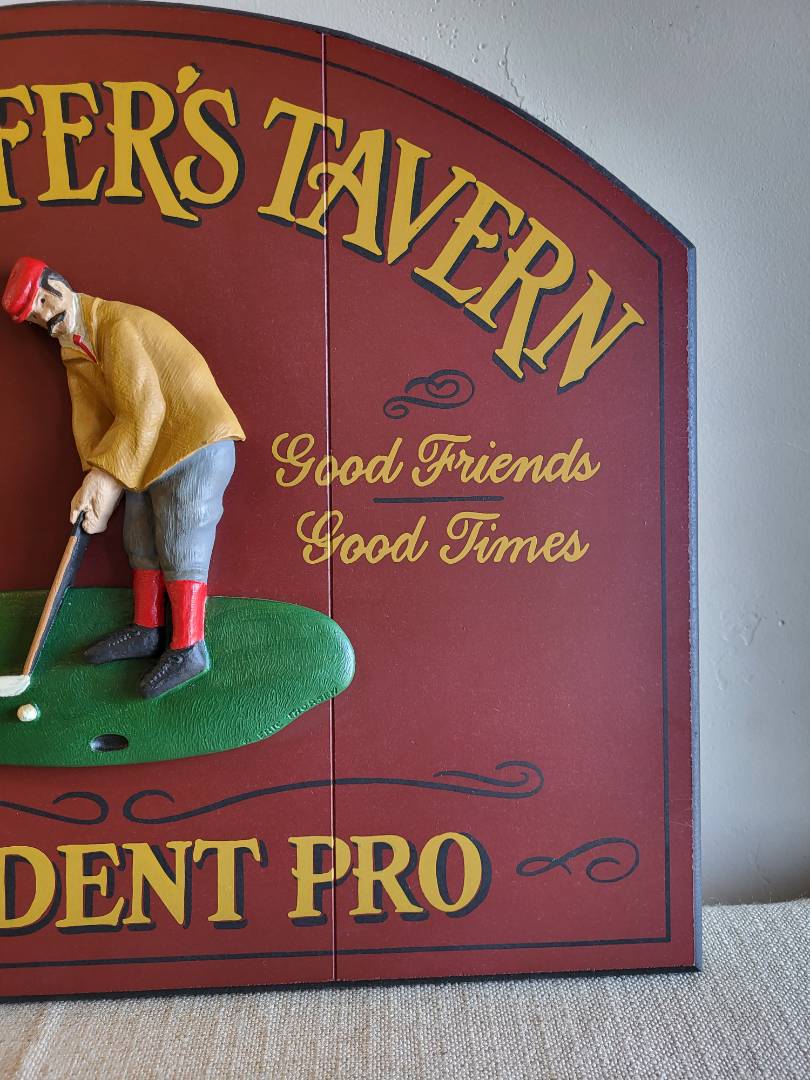 FER'S TAVERN
Good Friends
Good Times
DENT PRO